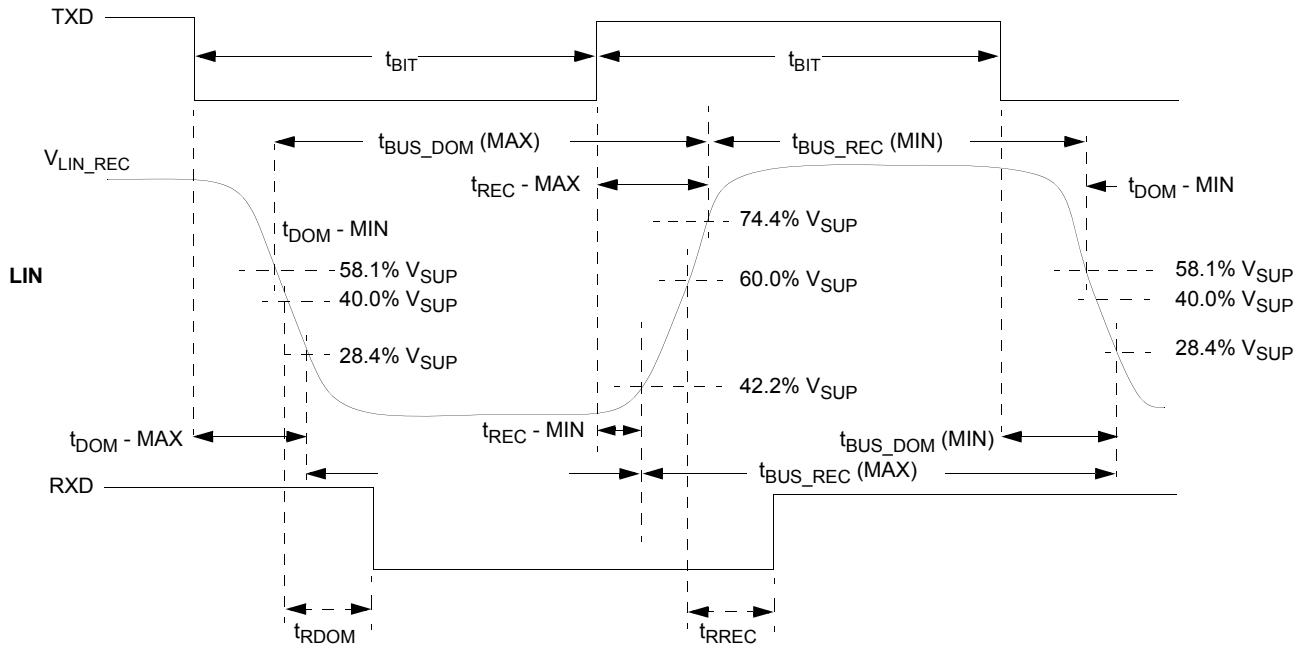 TXD
tBIT
tBIT
tBUS_DOM (MAX)
tBUS_REC (MIN)
VLIN_REC
tREC - MAX
tDOM - MIN
74.4% VSUP
tDOM - MIN
LIN
58.1% VSUP
60.0% VSUP
58.1% VSUP
40.0% VSUP
40.0% VSUP
28.4% VSUP
28.4% VSUP
42.2% VSUP
tDOM - MAX
tREC - MIN
tBUS_DOM (MIN)
tBUS_REC (MAX)
RXD
tRDOM
tRREC